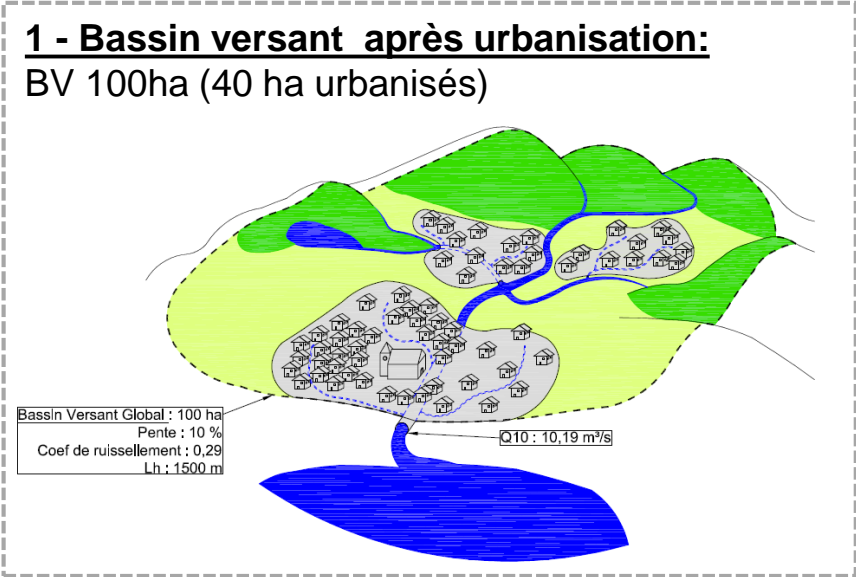 1 - Bassin versant après urbanisation:
BV 100ha (40 ha urbanisés)
Bassin Versant Global : 100 ha
Pente : 10 %
Coef de ruissellement : 0,29
Lh : 1500 m
Q10 : 10,19 m³/s